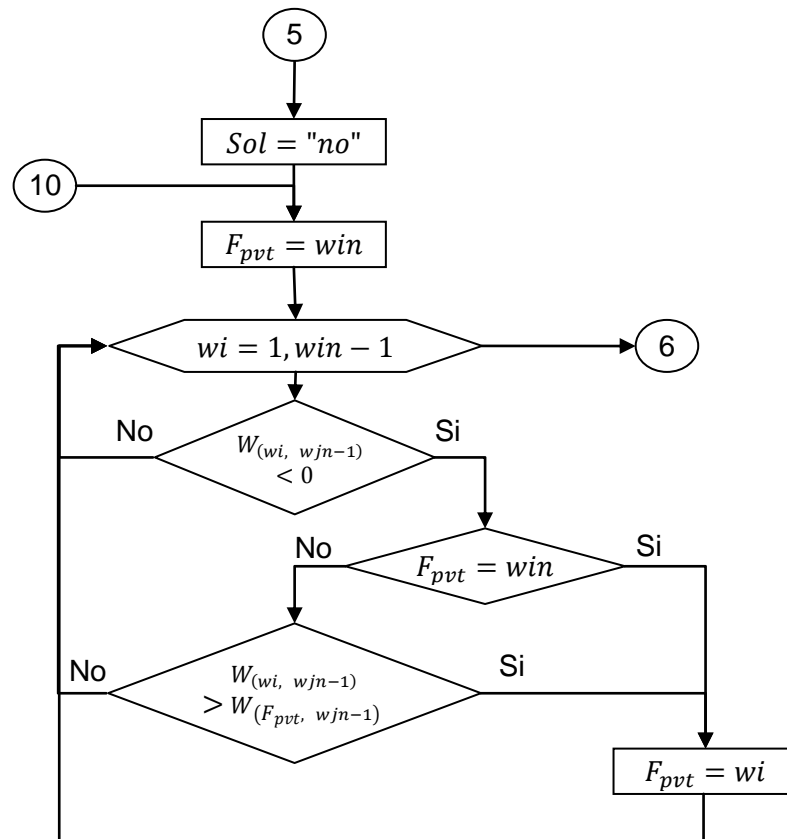 5
Sol = "no"
10
F_pvt = win
wi = 1, win − 1
6
No
Si
W_(wi, wjn−1)
< 0
No
Si
F_pvt = win
No
Si
W_(wi, wjn−1)
> W_(F_pvt, wjn−1)
F_pvt = wi